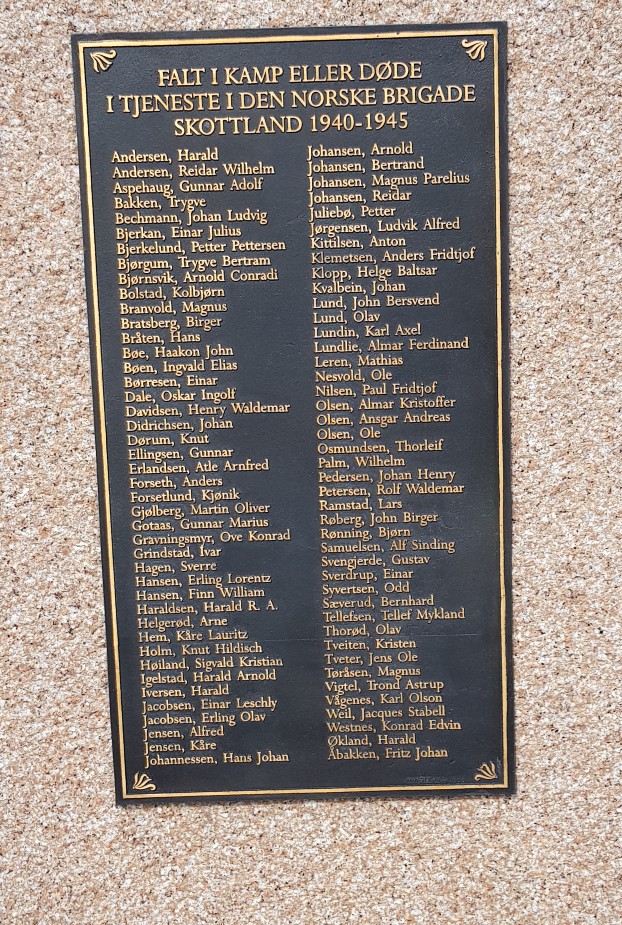 FALT I KAMP ELLER DØDE
I TJENESTE I DEN NORSKE BRIGADE
SKOTTLAND 1940-1945
Andersen, Harald
Andersen, Reidar Wilhelm
Aspehaug, Gunnar Adolf
Bakken, Trygve
Bechmann, Johan Ludvig
Bjerkan, Einar Julius
Bjerkelund, Petter Pettersen
Bjørgum, Trygve Bertram
Bjørnsvik, Arnold Conradi
Bolstad, Kolbjørn
Branvold, Magnus
Bratsberg, Birger
Bråten, Hans
Bøe, Haakon John
Bøen, Ingvald Elias
Børresen, Einar
Dale, Oskar Ingolf
Davidsen, Henry Waldemar
Didrichsen, Johan
Dørum, Knut
Ellingsen, Gunnar
Erlandsen, Atle Arnfred
Forseth, Anders
Forsetlund, Kjønik
Gjølberg, Martin Oliver
Gotaas, Gunnar Marius
Gravningsmyr, Ove Konrad
Grindstad, Ivar
Hagen, Sverre
Hansen, Erling Lorentz
Hansen, Finn William
Haraldsen, Harald R. A.
Helgerød, Arne
Hem, Kåre Lauritz
Holm, Knut Hildisch
Høiland, Sigvald Kristian
Igelstad, Harald Arnold
Iversen, Harald
Jacobsen, Einar Leschly
Jacobsen, Erling Olav
Jensen, Alfred
Jensen, Kåre
Johannessen, Hans Johan
Johansen, Arnold
Johansen, Bertrand
Johansen, Magnus Parelius
Johansen, Reidar
Juliebø, Petter
Jørgensen, Ludvik Alfred
Kittilsen, Anton
Klemetsen, Anders Fridtjof
Klopp, Helge Baltsar
Kvalbein, Johan
Lund, John Bersvend
Lund, Olav
Lundin, Karl Axel
Lundlie, Almar Ferdinand
Leren, Mathias
Nesvold, Ole
Nilsen, Paul Fridtjof
Olsen, Almar Kristoffer
Olsen, Ansgar Andreas
Olsen, Ole
Osmundsen, Thorleif
Palm, Wilhelm
Pedersen, Johan Henry
Petersen, Rolf Waldemar
Ramstad, Lars
Røberg, John Birger
Rønning, Bjørn
Samuelsen, Alf Sinding
Svengjerde, Gustav
Sverdrup, Einar
Syvertsen, Odd
Sæverud, Bernhard
Tellefsen, Tellef Mykland
Thorød, Olav
Tveiten, Kristen
Tveter, Jens Ole
Tøråsen, Magnus
Vigtel, Trond Astrup
Vågenes, Karl Olson
Weil, Jacques Stabell
Westnes, Konrad Edvin
Økland, Harald
Åbakken, Fritz Johan